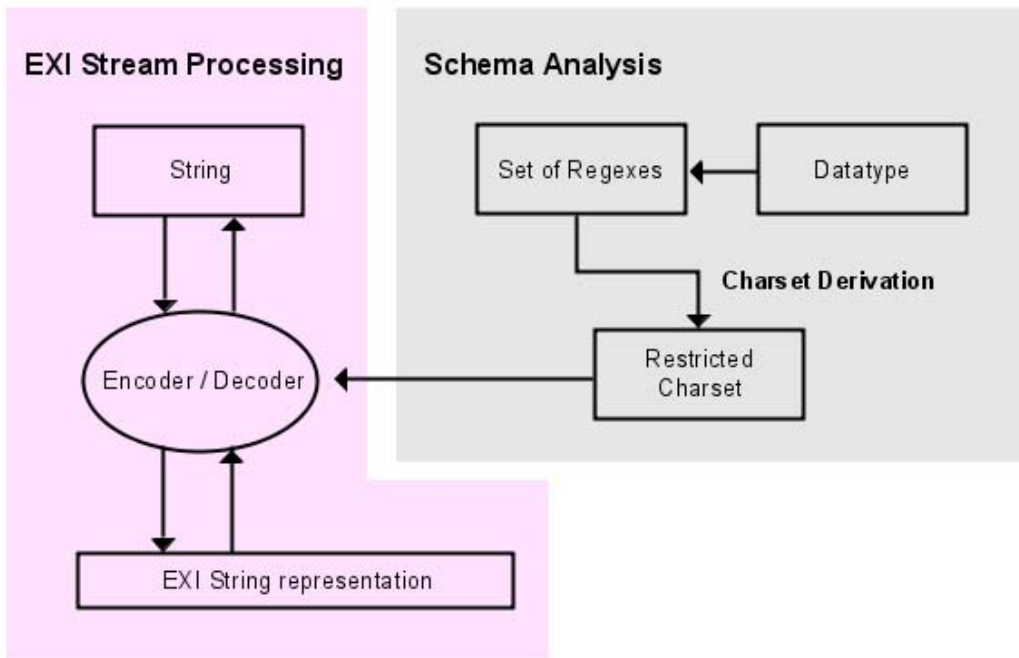 EXI Stream Processing
String
Encoder / Decoder
EXI String representation
Schema Analysis
Set of Regexes
Datatype
Charset Derivation
Restricted
Charset